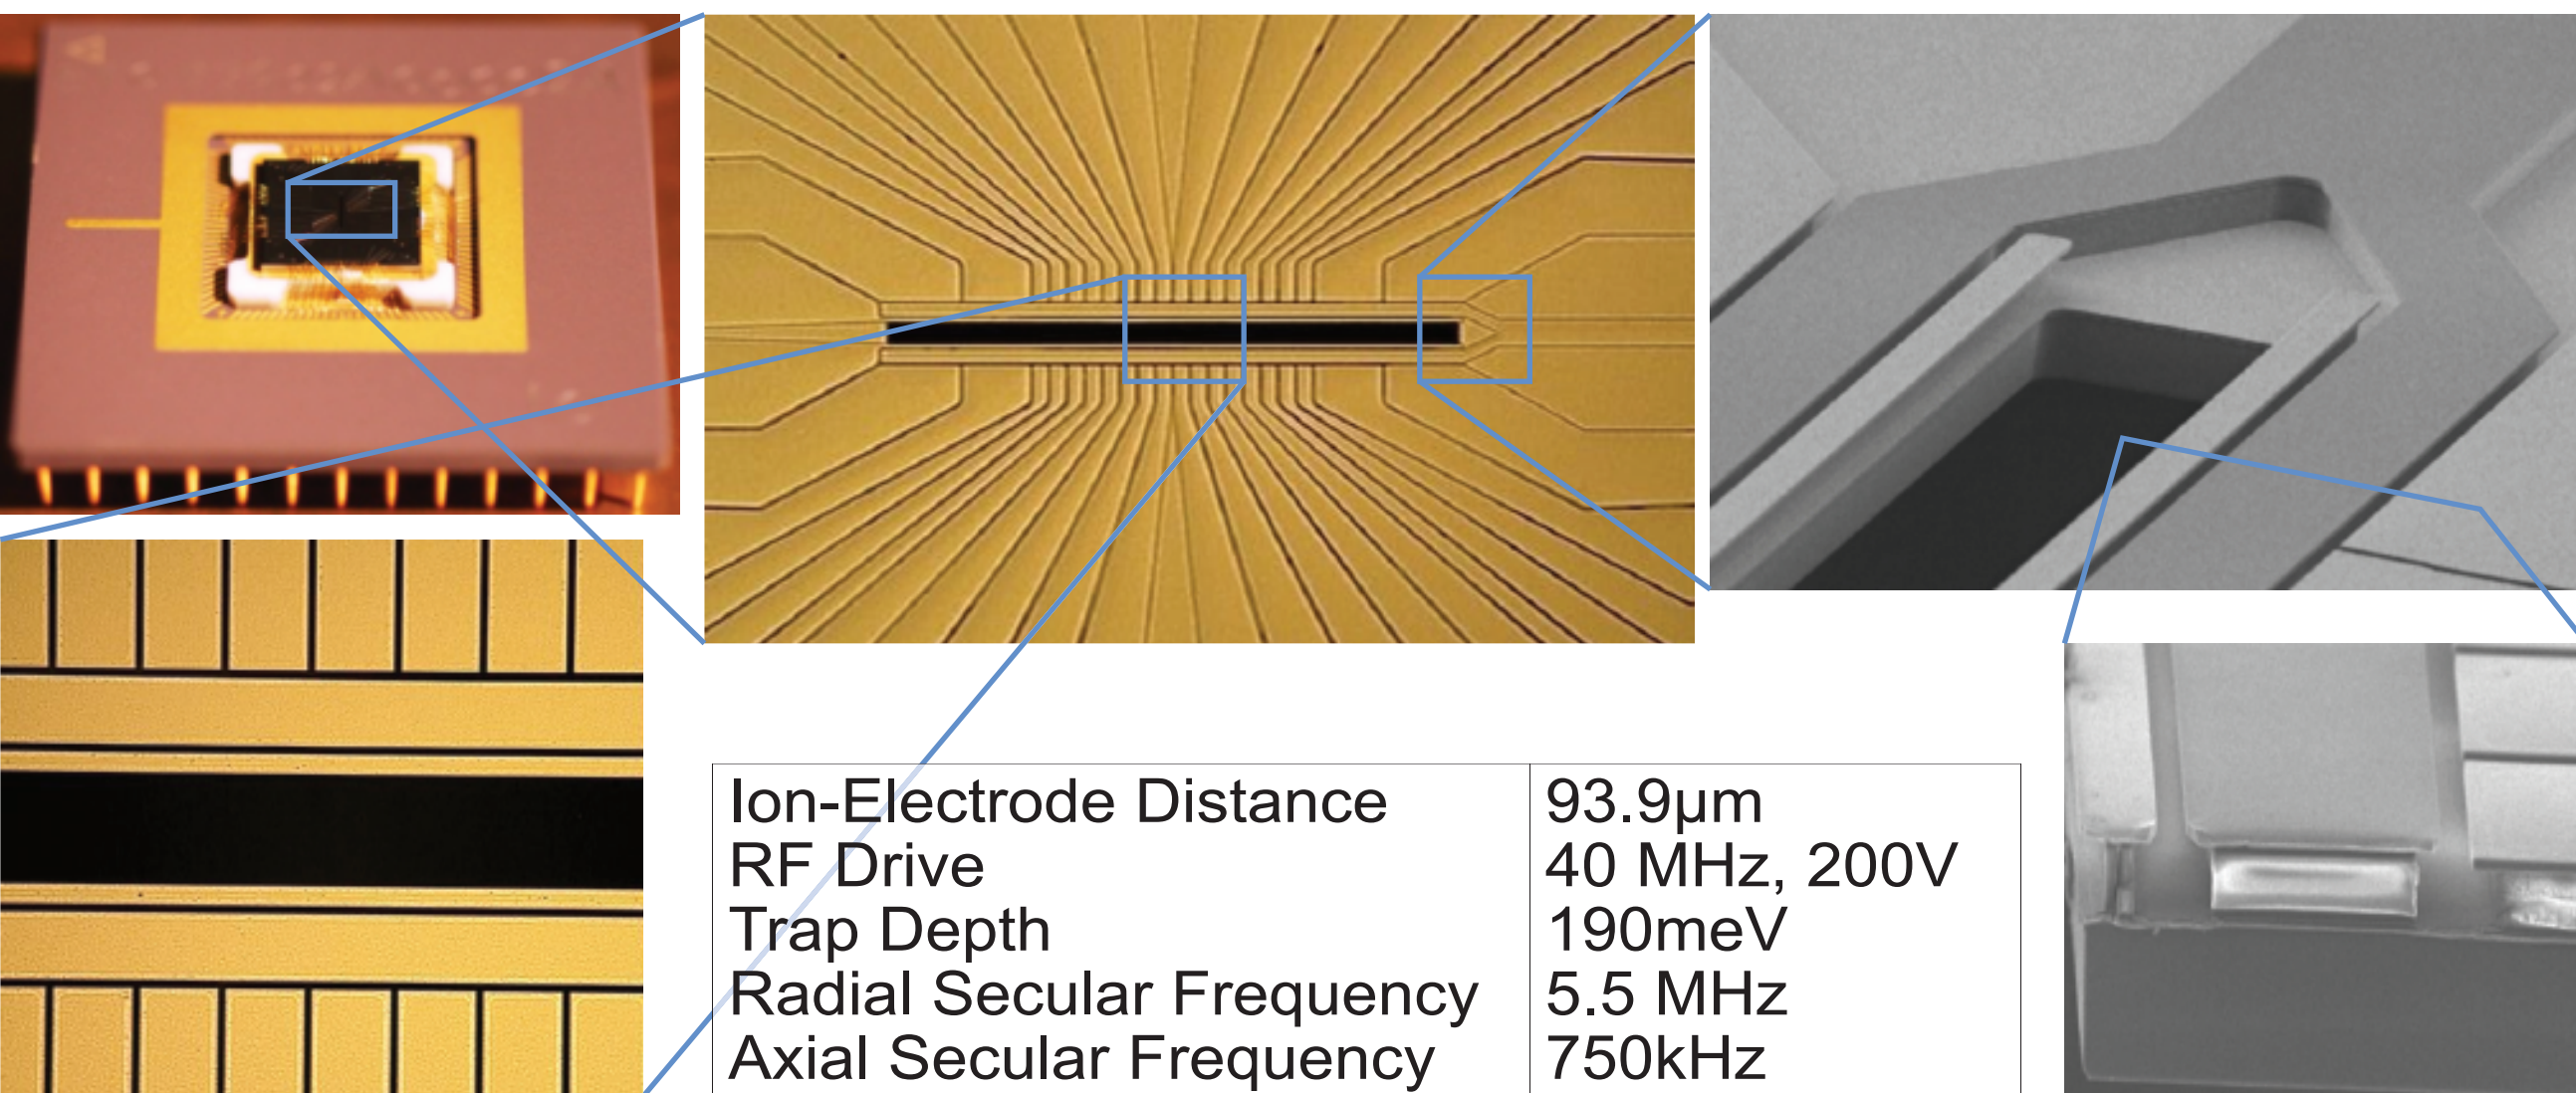 Ion-Electrode Distance 93.9µm
RF Drive 40 MHz, 200V
Trap Depth 190meV
Radial Secular Frequency 5.5 MHz
Axial Secular Frequency 750kHz